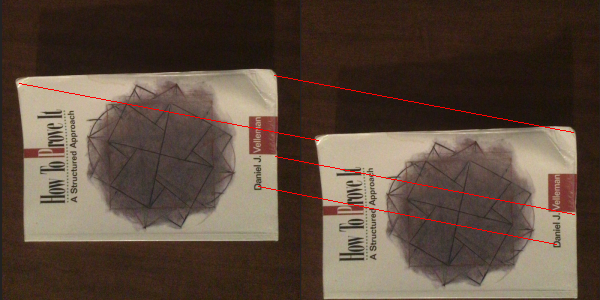 How To Prove It
A Structured Approach
Daniel J. Velleman
How To Prove It
A Structured Approach
Daniel J. Velleman